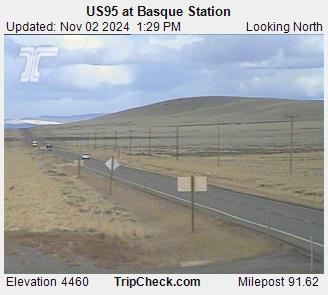 US95 at Basque Station
Updated: Nov 02 2024 1:29 PM Looking North
Elevation 4460 TripCheck.com Milepost 91.62